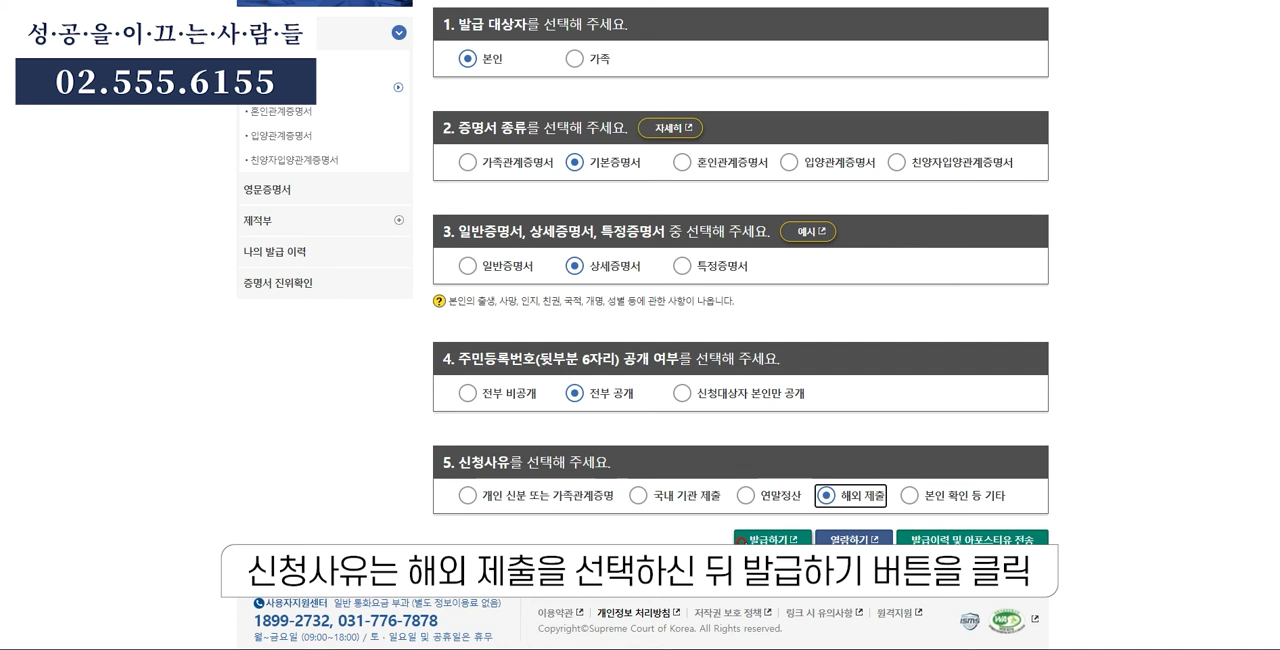 성·공·을·이·끄·는·사·람·들
02.555.6155
• 혼인관계증명서
• 입양관계증명서
• 친양자입양관계증명서
영문증명서
제적부
나의 발급 이력
증명서 진위확인
1. 발급 대상자를 선택해 주세요.
본인 가족
2. 증명서 종류를 선택해 주세요. 자세히
가족관계증명서 기본증명서 혼인관계증명서 입양관계증명서 친양자입양관계증명서
3. 일반증명서, 상세증명서, 특정증명서 중 선택해 주세요. 예시
일반증명서 상세증명서 특정증명서
? 본인의 출생, 사망, 인지, 친권, 국적, 개명, 성별 등에 관한 사항이 나옵니다.
4. 주민등록번호(뒷부분 6자리) 공개 여부를 선택해 주세요.
전부 비공개 전부 공개 신청대상자 본인만 공개
5. 신청사유를 선택해 주세요.
개인 신분 또는 가족관계증명 국내 기관 제출 연말정산 해외 제출 본인 확인 등 기타
발급하기 열람하기 발급이력 및 아포스티유 전송
신청사유는 해외 제출을 선택하신 뒤 발급하기 버튼을 클릭
사용자지원센터 일반 통화요금 부과 (별도 정보이용료 없음)
1899-2732, 031-776-7878
월~금요일 (09:00~18:00) / 토·일요일 및 공휴일은 휴무
이용약관 개인정보 처리방침 저작권 보호 정책 링크 시 유의사항 원격지원
Copyright©Supreme Court of Korea. All Rights reserved.
isms WA